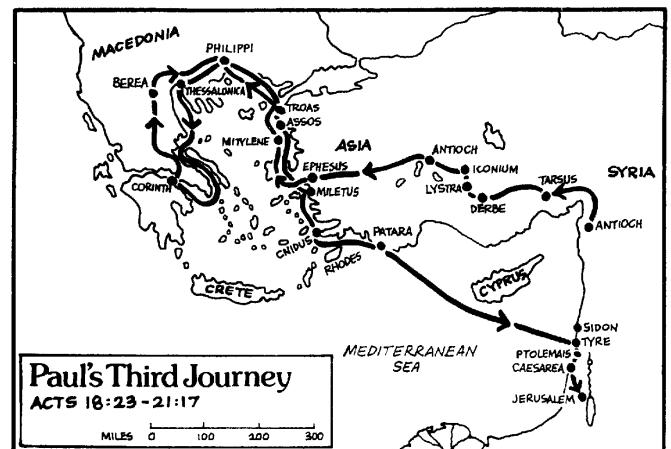 MACEDONIA
PHILIPPI
BEREA
THESSALONICA
TROAS
ASSOS
MITYLENE
ASIA
ANTIOCH
ICONIUM
LYSTRA
DERBE
TARSUS
SYRIA
ANTIOCH
EPHESUS
MILETUS
CORINTH
CNIDUS
RHODES
PATARA
CRETE
CYPRUS
SIDON
TYRE
PTOLEMAIS
CAESAREA
JERUSALEM
MEDITERRANEAN
SEA
Paul's Third Journey
ACTS 18:23-21:17
MILES 0 100 200 300